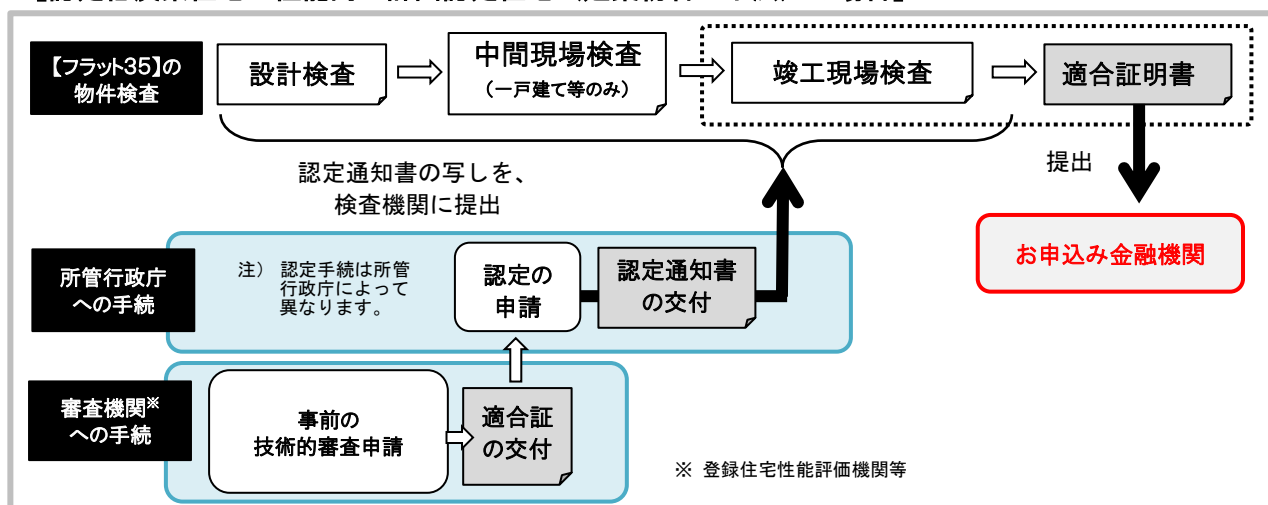 【フラット35】の
物件検査
設計検査
中間現場検査
（一戸建て等のみ）
竣工現場検査
適合証明書
認定通知書の写しを、
検査機関に提出
提出
お申込み金融機関
所管行政庁
への手続
注） 認定手続は所管
行政庁によって
異なります。
認定の
申請
認定通知書
の交付
審査機関※
への手続
事前の
技術的審査申請
適合証
の交付
※ 登録住宅性能評価機関等